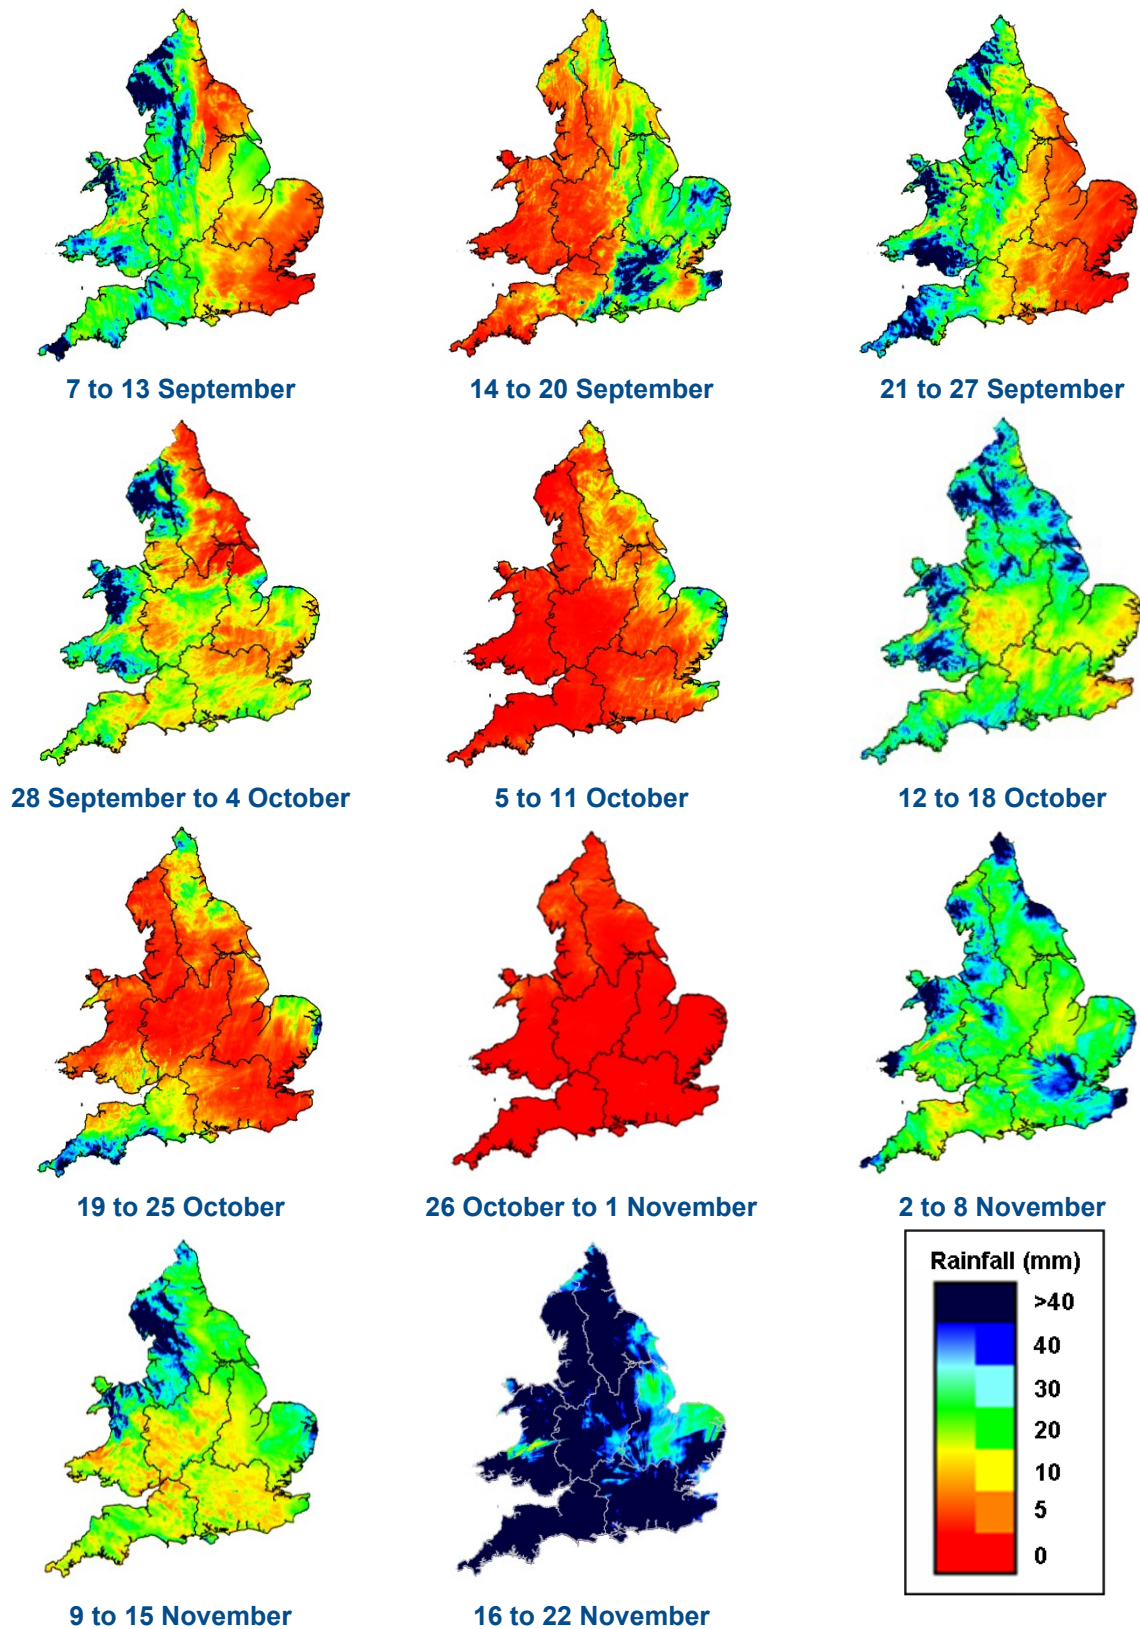 7 to 13 September
14 to 20 September
21 to 27 September
28 September to 4 October
5 to 11 October
12 to 18 October
19 to 25 October
26 October to 1 November
2 to 8 November
Rainfall (mm)
>40
40
30
20
10
5
0
9 to 15 November
16 to 22 November